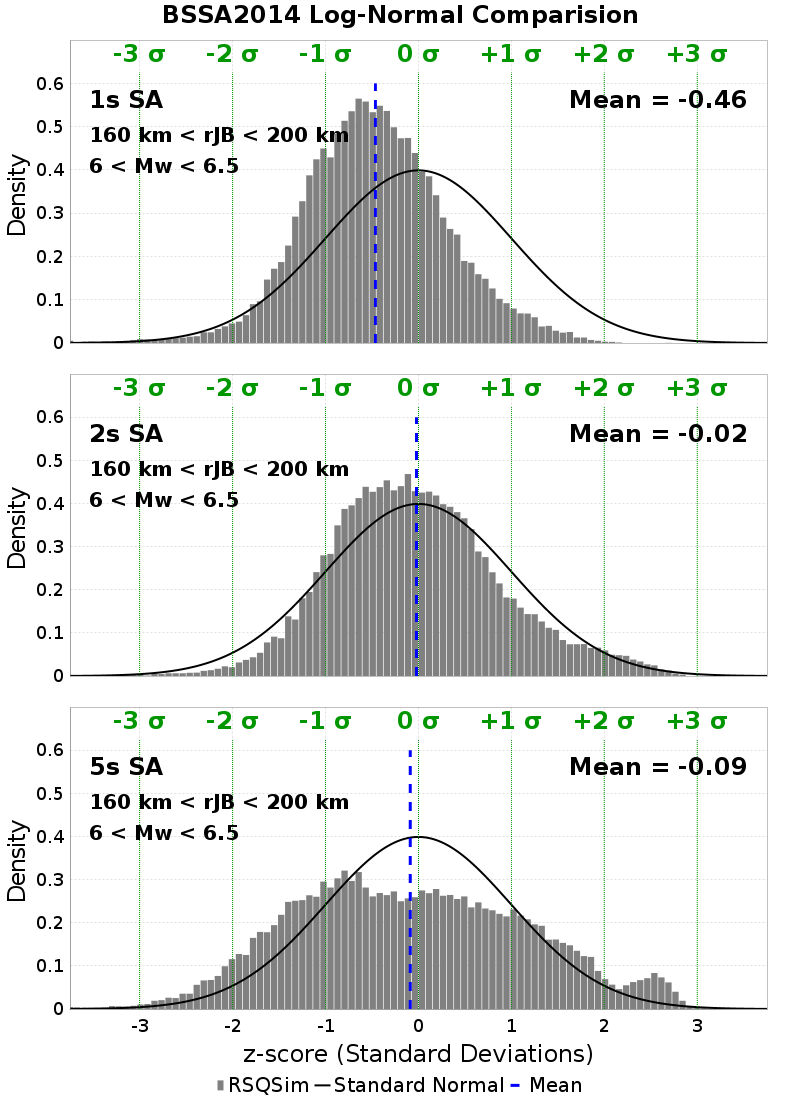 BSSA2014 Log-Normal Comparision
-3 σ -2 σ -1 σ 0 σ +1 σ +2 σ +3 σ
0.6
1s SA Mean = -0.46
0.5
160 km < rJB < 200 km
6 < Mw < 6.5
0.4
0.3
0.2
0.1
0
Density
-3 σ -2 σ -1 σ 0 σ +1 σ +2 σ +3 σ
0.6
2s SA Mean = -0.02
0.5
160 km < rJB < 200 km
6 < Mw < 6.5
0.4
0.3
0.2
0.1
0
Density
-3 σ -2 σ -1 σ 0 σ +1 σ +2 σ +3 σ
0.6
5s SA Mean = -0.09
0.5
160 km < rJB < 200 km
6 < Mw < 6.5
0.4
0.3
0.2
0.1
0
Density
-3 -2 -1 0 1 2 3
z-score (Standard Deviations)
RSQSim Standard Normal Mean